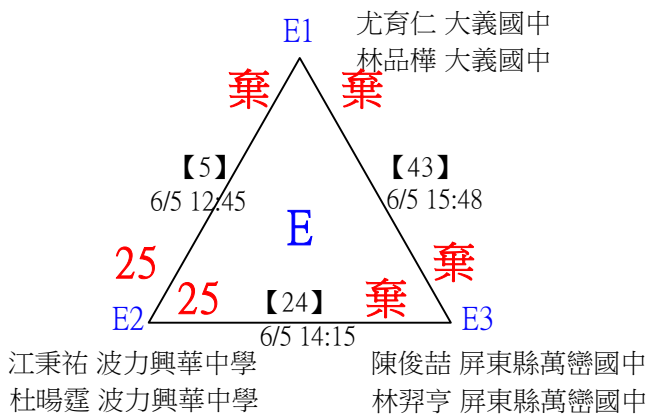 E1
尤育仁 大義國中
林品樺 大義國中
棄 棄
【5】
6/5 12:45
【43】
6/5 15:48
E
25
棄
25
【24】
6/5 14:15
棄
E2
E3
江秉祐 波力興華中學
杜暘霆 波力興華中學
陳俊喆 屏東縣萬巒國中
林羿亨 屏東縣萬巒國中